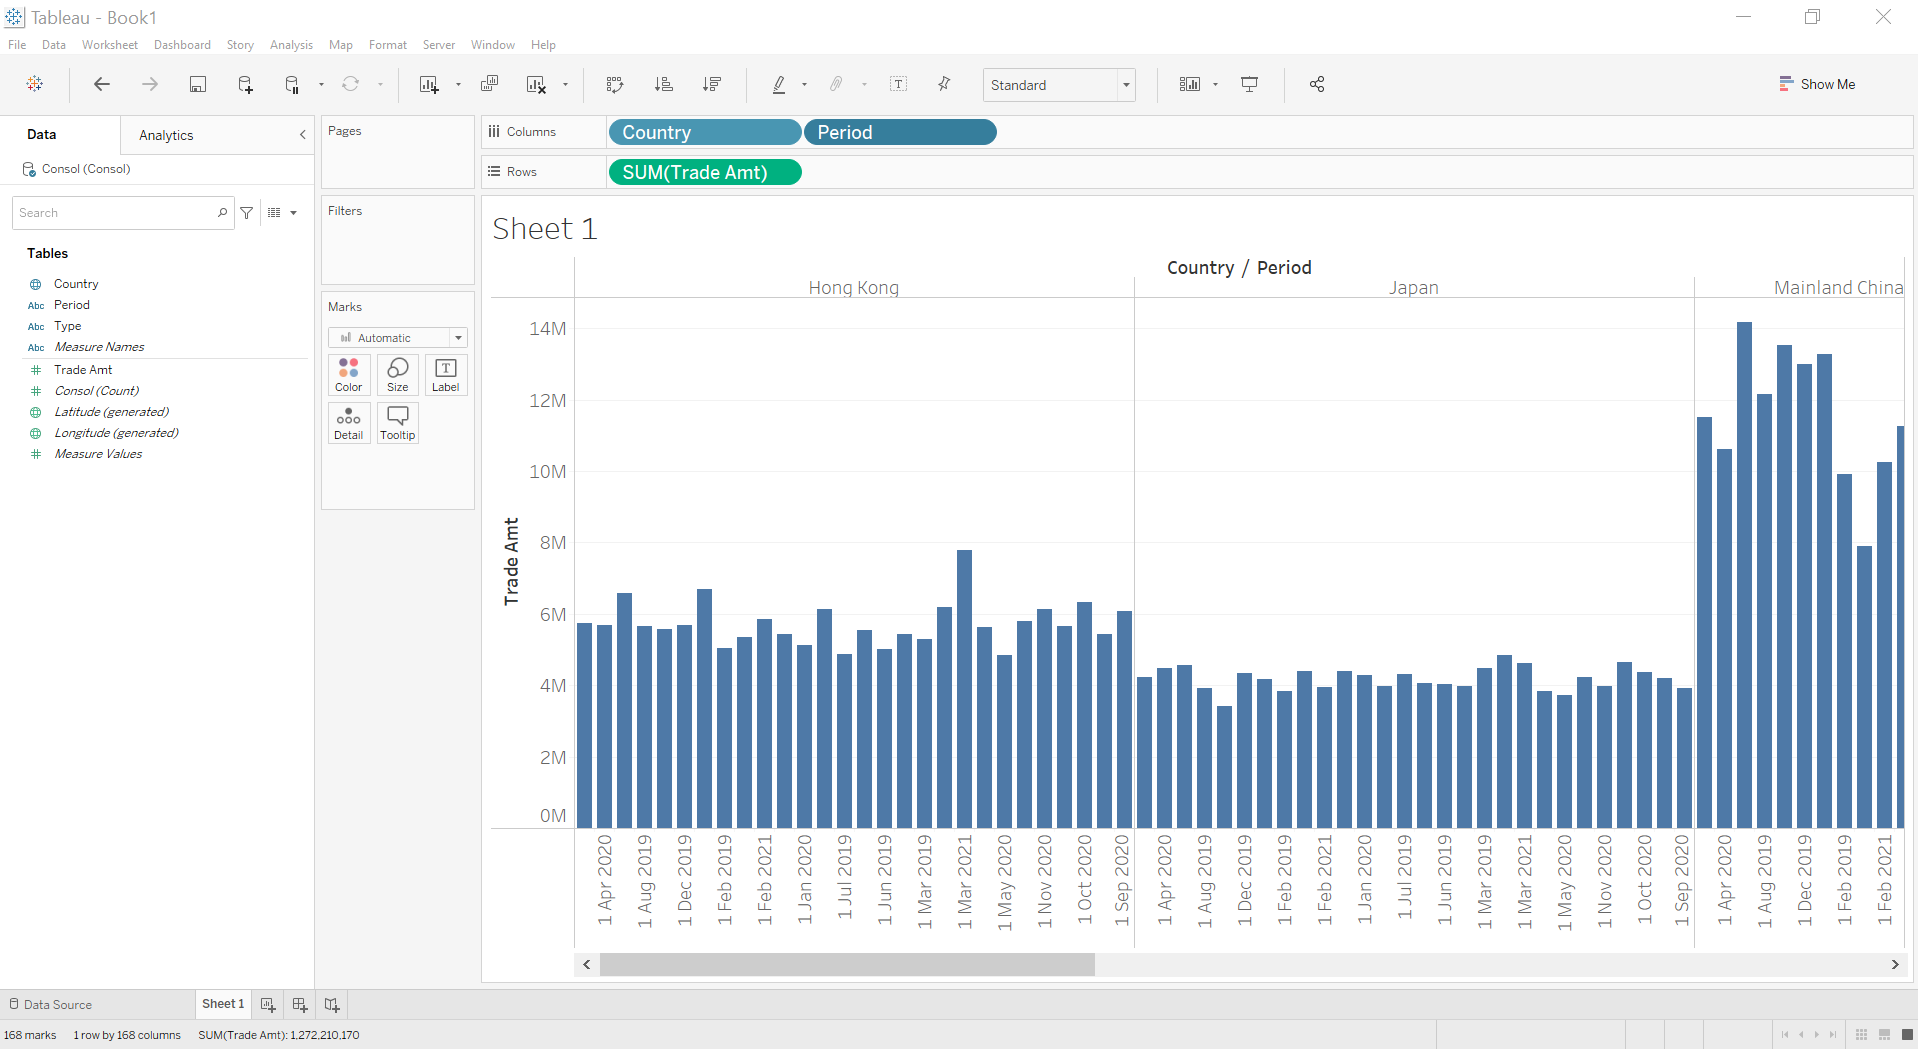 Tableau - Book1
File Data Worksheet Dashboard Story Analysis Map Format Server Window Help
Standard
Show Me
Data
Analytics
Consol (Consol)
Search
Tables
Country
Abc Period
Abc Type
Abc Measure Names
Trade Amt
Consol (Count)
Latitude (generated)
Longitude (generated)
Measure Values
Pages
Filters
Marks
Automatic
Color Size Label
Detail Tooltip
Columns Country Period
Rows SUM(Trade Amt)
Sheet 1
Country / Period
Hong Kong Japan Mainland China
Trade Amt
14M
12M
10M
8M
6M
4M
2M
0M
1 Apr 2020
1 Aug 2019
1 Dec 2019
1 Feb 2019
1 Feb 2021
1 Jan 2020
1 Jul 2019
1 Jun 2019
1 Mar 2019
1 Mar 2021
1 May 2020
1 Nov 2020
1 Oct 2020
1 Sep 2020
1 Apr 2020
1 Aug 2019
1 Dec 2019
1 Feb 2019
1 Feb 2021
1 Jan 2020
1 Jul 2019
1 Jun 2019
1 Mar 2019
1 Mar 2021
1 May 2020
1 Nov 2020
1 Oct 2020
1 Sep 2020
1 Apr 2020
1 Aug 2019
1 Dec 2019
1 Feb 2019
1 Feb 2021
Data Source
Sheet 1
168 marks 1 row by 168 columns SUM(Trade Amt): 1,272,210,170